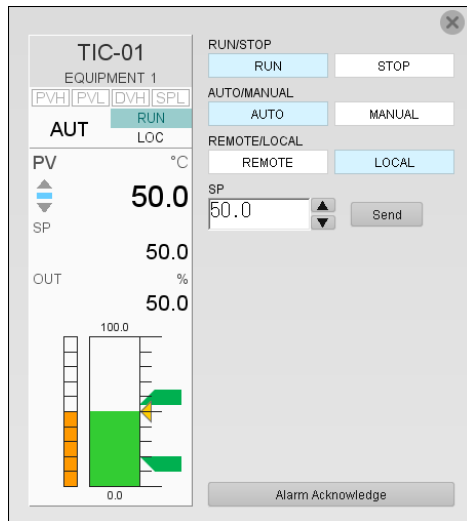 TIC-01
EQUIPMENT 1
PVH PVL DVH SPL
AUT
RUN
LOC
PV °C
50.0
SP
50.0
OUT %
50.0
100.0
0.0
RUN/STOP
RUN STOP
AUTO/MANUAL
AUTO MANUAL
REMOTE/LOCAL
REMOTE LOCAL
SP
50.0 Send
Alarm Acknowledge